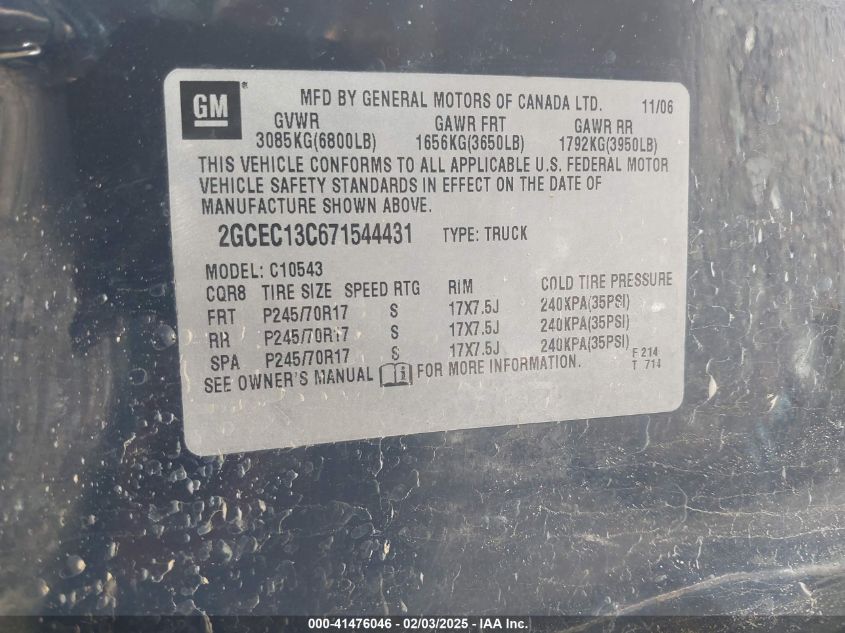 GM
MFD BY GENERAL MOTORS OF CANADA LTD. 11/06
GVWR GAWR FRT GAWR RR
3085KG(6800LB) 1656KG(3650LB) 1792KG(3950LB)
THIS VEHICLE CONFORMS TO ALL APPLICABLE U.S. FEDERAL MOTOR
VEHICLE SAFETY STANDARDS IN EFFECT ON THE DATE OF
MANUFACTURE SHOWN ABOVE.
2GCEC13C671544431 TYPE: TRUCK
MODEL: C10543
CQR8 TIRE SIZE SPEED RTG RIM COLD TIRE PRESSURE
FRT P245/70R17 S 17X7.5J 240KPA(35PSI)
RR P245/70R17 S 17X7.5J 240KPA(35PSI)
SPA P245/70R17 S 17X7.5J 240KPA(35PSI)
SEE OWNER'S MANUAL i FOR MORE INFORMATION.
F 214
T 714
000-41476046 - 02/03/2025 - IAA Inc.